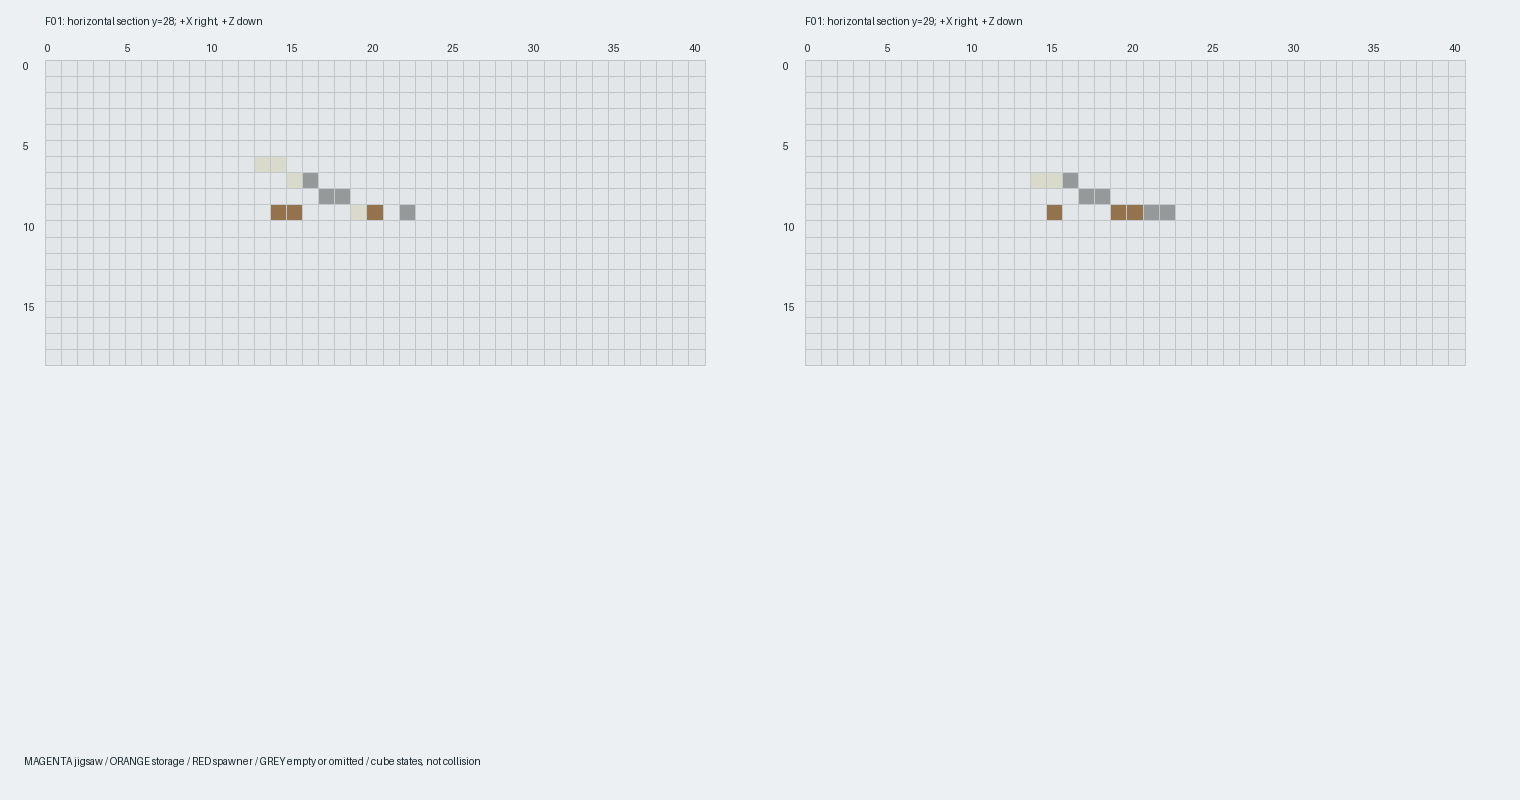 F01: horizontal section y=28; +X right, +Z down
0 5 10 15 20 25 30 35 40
0
5
10
15
F01: horizontal section y=29; +X right, +Z down
0 5 10 15 20 25 30 35 40
0
5
10
15
MAGENTA jigsaw / ORANGE storage / RED spawner / GREY empty or omitted / cube states, not collision